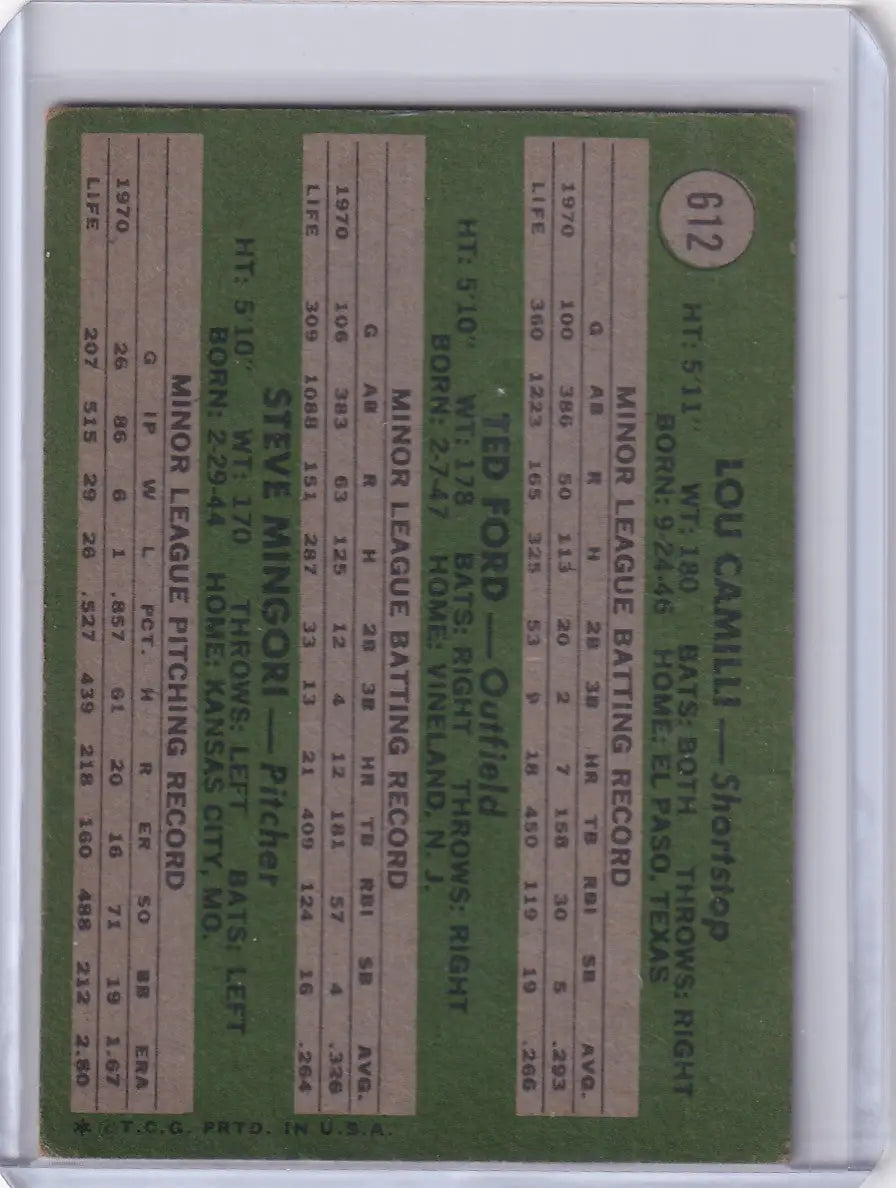 612
LOU CAMILLI — Shortstop
HT: 5'11" WT: 180 BATS: BOTH THROWS: RIGHT
BORN: 9-24-46 HOME: EL PASO, TEXAS
MINOR LEAGUE BATTING RECORD
G AB R H 2B 3B HR TB RBI SB AVG.
1970 100 386 50 113 20 2 7 158 30 5 .293
LIFE 360 1223 165 325 53 9 18 450 119 19 .266
TED FORD — Outfield
HT: 5'10" WT: 178 BATS: RIGHT THROWS: RIGHT
BORN: 2-7-47 HOME: VINELAND, N. J.
MINOR LEAGUE BATTING RECORD
G AB R H 2B 3B HR TB RBI SB AVG.
1970 106 383 63 125 12 4 12 181 57 4 .326
LIFE 309 1088 151 287 33 13 21 409 124 16 .264
STEVE MINGORI — Pitcher
HT: 5'10" WT: 170 THROWS: LEFT BATS: LEFT
BORN: 2-29-44 HOME: KANSAS CITY, MO.
MINOR LEAGUE PITCHING RECORD
G IP W L PCT. H R ER SO BB ERA
1970 26 86 6 1 .857 61 20 16 71 19 1.67
LIFE 207 515 29 26 .527 439 218 160 488 212 2.80
* © T.C.G. PRTD. IN U.S.A.